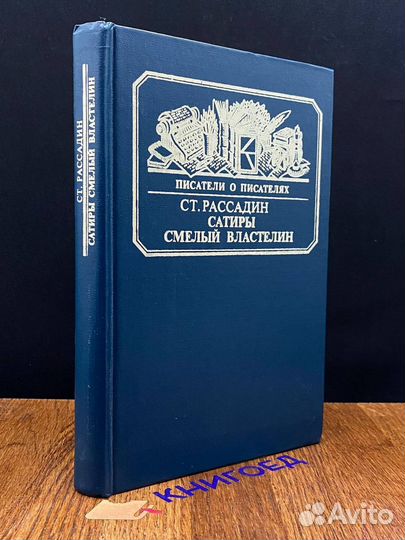 СТ. РАССАДИН
САТИРЫ СМЕЛЫЙ ВЛАСТЕЛИН
ПИСАТЕЛИ О ПИСАТЕЛЯХ
СТ. РАССАДИН
САТИРЫ
СМЕЛЫЙ ВЛАСТЕЛИН
КНИГОЕД
Avito